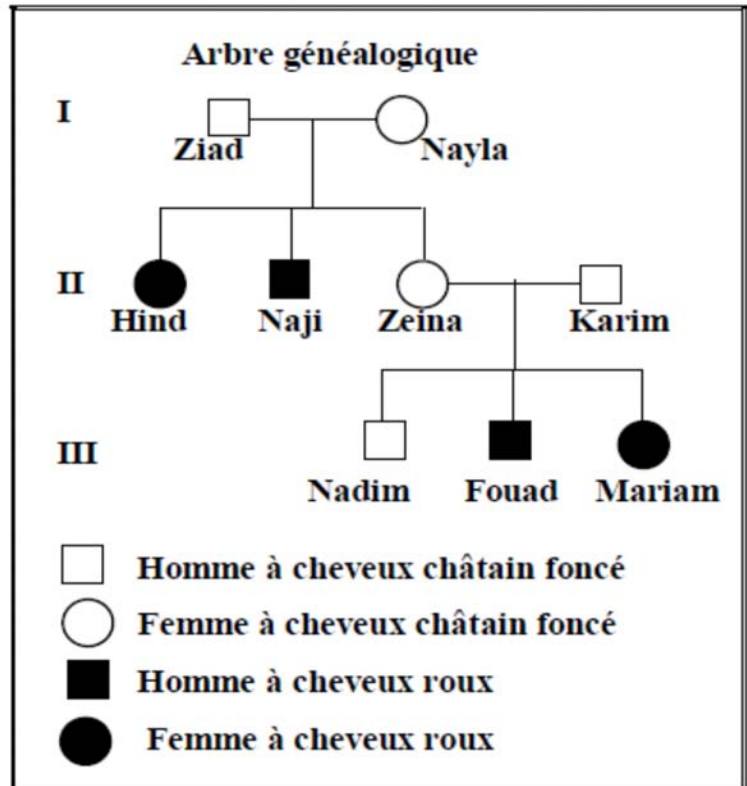 Arbre généalogique
I
Ziad Nayla
II
Hind Naji Zeina Karim
III
Nadim Fouad Mariam
Homme à cheveux châtain foncé
Femme à cheveux châtain foncé
Homme à cheveux roux
Femme à cheveux roux